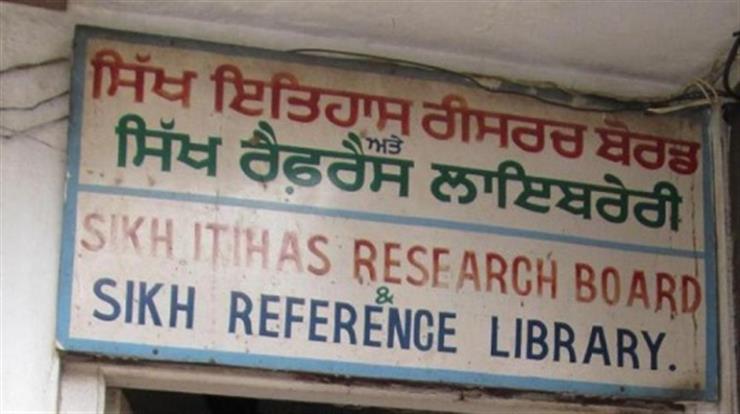 ਸਿੱਖ ਇਤਿਹਾਸ ਰੀਸਰਚ ਬੋਰਡ
ਅਤੇ
ਸਿੱਖ ਰੈਫ਼ਰੈਂਸ ਲਾਇਬਰੇਰੀ
SIKH ITIHAS RESEARCH BOARD
&
SIKH REFERENCE LIBRARY.